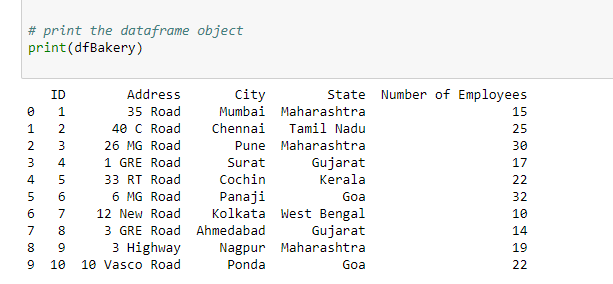 # print the dataframe object
print(dfBakery)
ID Address City State Number of Employees
0 1 35 Road Mumbai Maharashtra 15
1 2 40 C Road Chennai Tamil Nadu 25
2 3 26 MG Road Pune Maharashtra 30
3 4 1 GRE Road Surat Gujarat 17
4 5 33 RT Road Cochin Kerala 22
5 6 6 MG Road Panaji Goa 32
6 7 12 New Road Kolkata West Bengal 10
7 8 3 GRE Road Ahmedabad Gujarat 14
8 9 3 Highway Nagpur Maharashtra 19
9 10 10 Vasco Road Ponda Goa 22